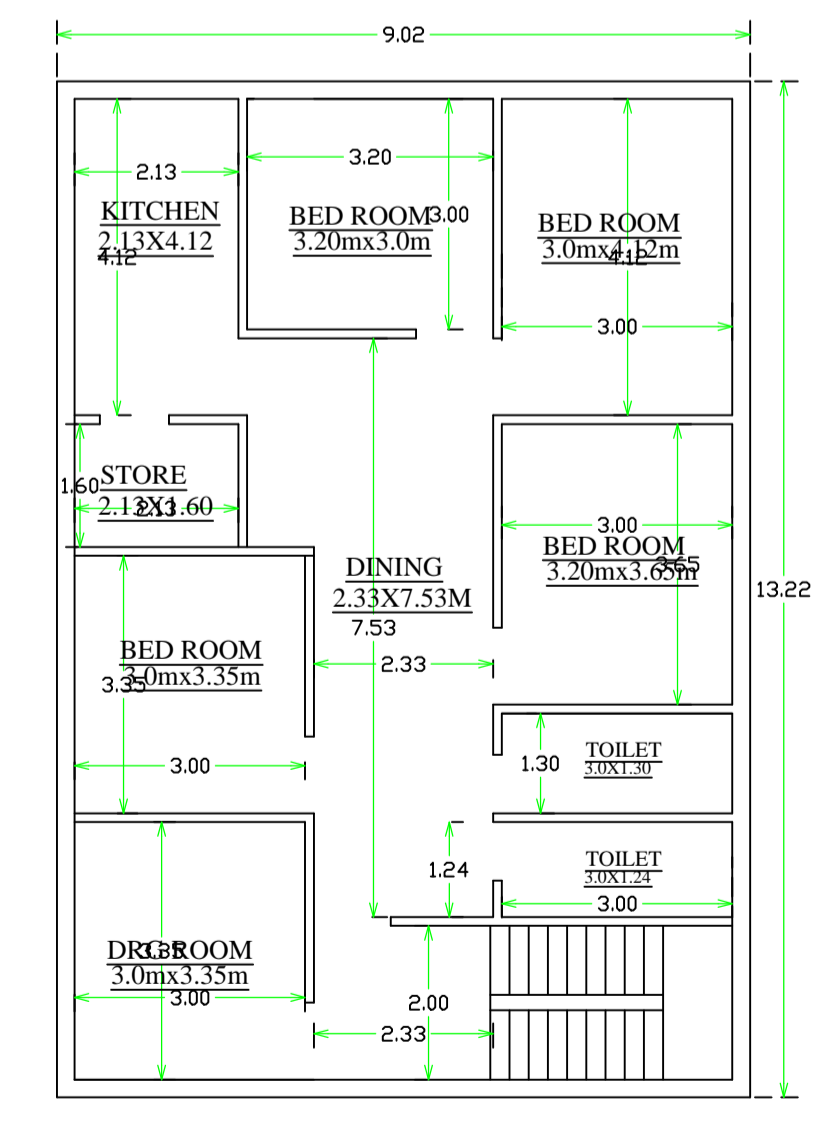 9.02
2.13
3.20
KITCHEN
2.13X4.12
4.12
BED ROOM
3.20mx3.0m
3.00
BED ROOM
3.0mx4.12m
4.12
3.00
STORE
2.13X1.60
1.60
2.13
3.00
BED ROOM
3.20mx3.65m
3.65
13.22
DINING
2.33X7.53M
7.53
2.33
BED ROOM
3.0mx3.35m
3.35
3.00
TOILET
3.0X1.30
1.30
TOILET
3.0X1.24
1.24
3.00
DRG ROOM
3.0mx3.35m
3.35
3.00
2.00
2.33